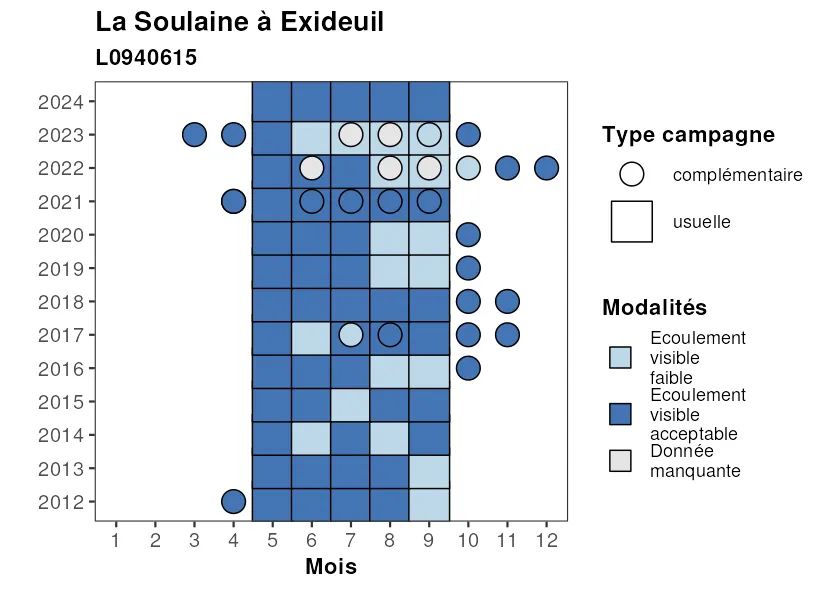 La Soulaine à Exideuil
L0940615
2024
2023
2022
2021
2020
2019
2018
2017
2016
2015
2014
2013
2012
1 2 3 4 5 6 7 8 9 10 11 12
Mois
Type campagne
complémentaire
usuelle
Modalités
Ecoulement
visible
faible
Ecoulement
visible
acceptable
Donnée
manquante